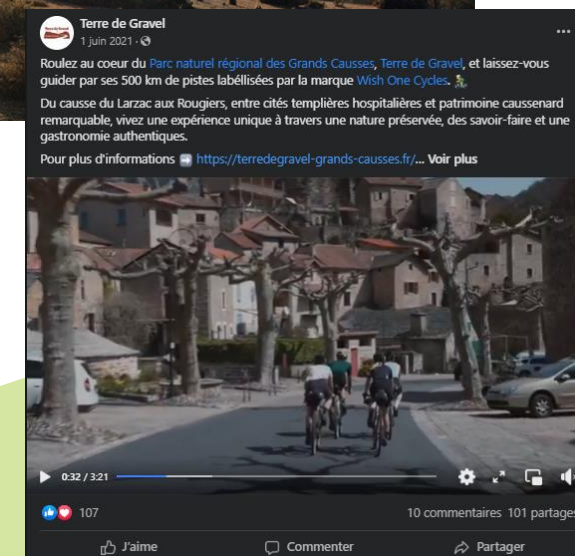 Terre de Gravel
1 juin 2021 ·
Roulez au coeur du Parc naturel régional des Grands Causses, Terre de Gravel, et laissez-vous
guider par ses 500 km de pistes labéllisées par la marque Wish One Cycles.
Du causse du Larzac aux Rougiers, entre cités templières hospitalières et patrimoine caussenard
remarquable, vivez une expérience unique à travers une nature préservée, des savoir-faire et une
gastronomie authentiques.
Pour plus d'informations ➡ https://terredegravel-grands-causses.fr/... Voir plus
0:32 / 3:21
107
10 commentaires 101 partages
J'aime
Commenter
Partager